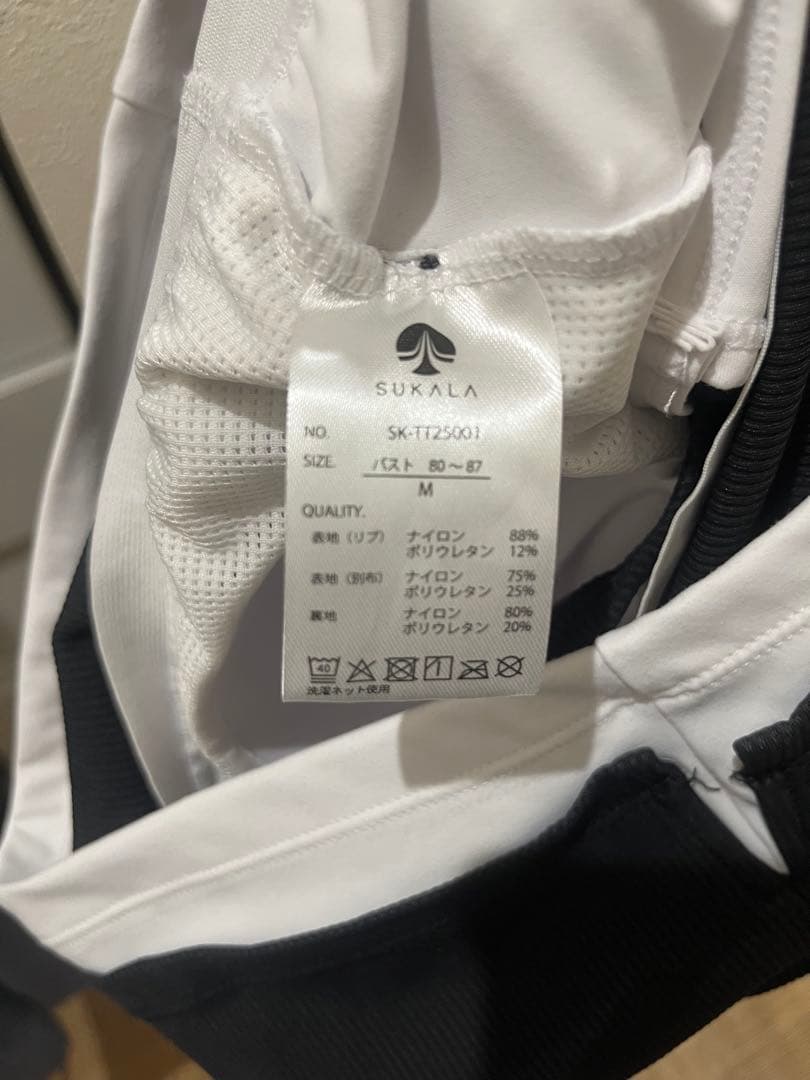 SUKALA
NO. SK-TT25001
SIZE バスト 80～87
M
QUALITY.
表地(リブ) ナイロン 88%
ポリウレタン 12%
表地(別布) ナイロン 75%
ポリウレタン 25%
裏地 ナイロン 80%
ポリウレタン 20%
40
洗濯ネット使用